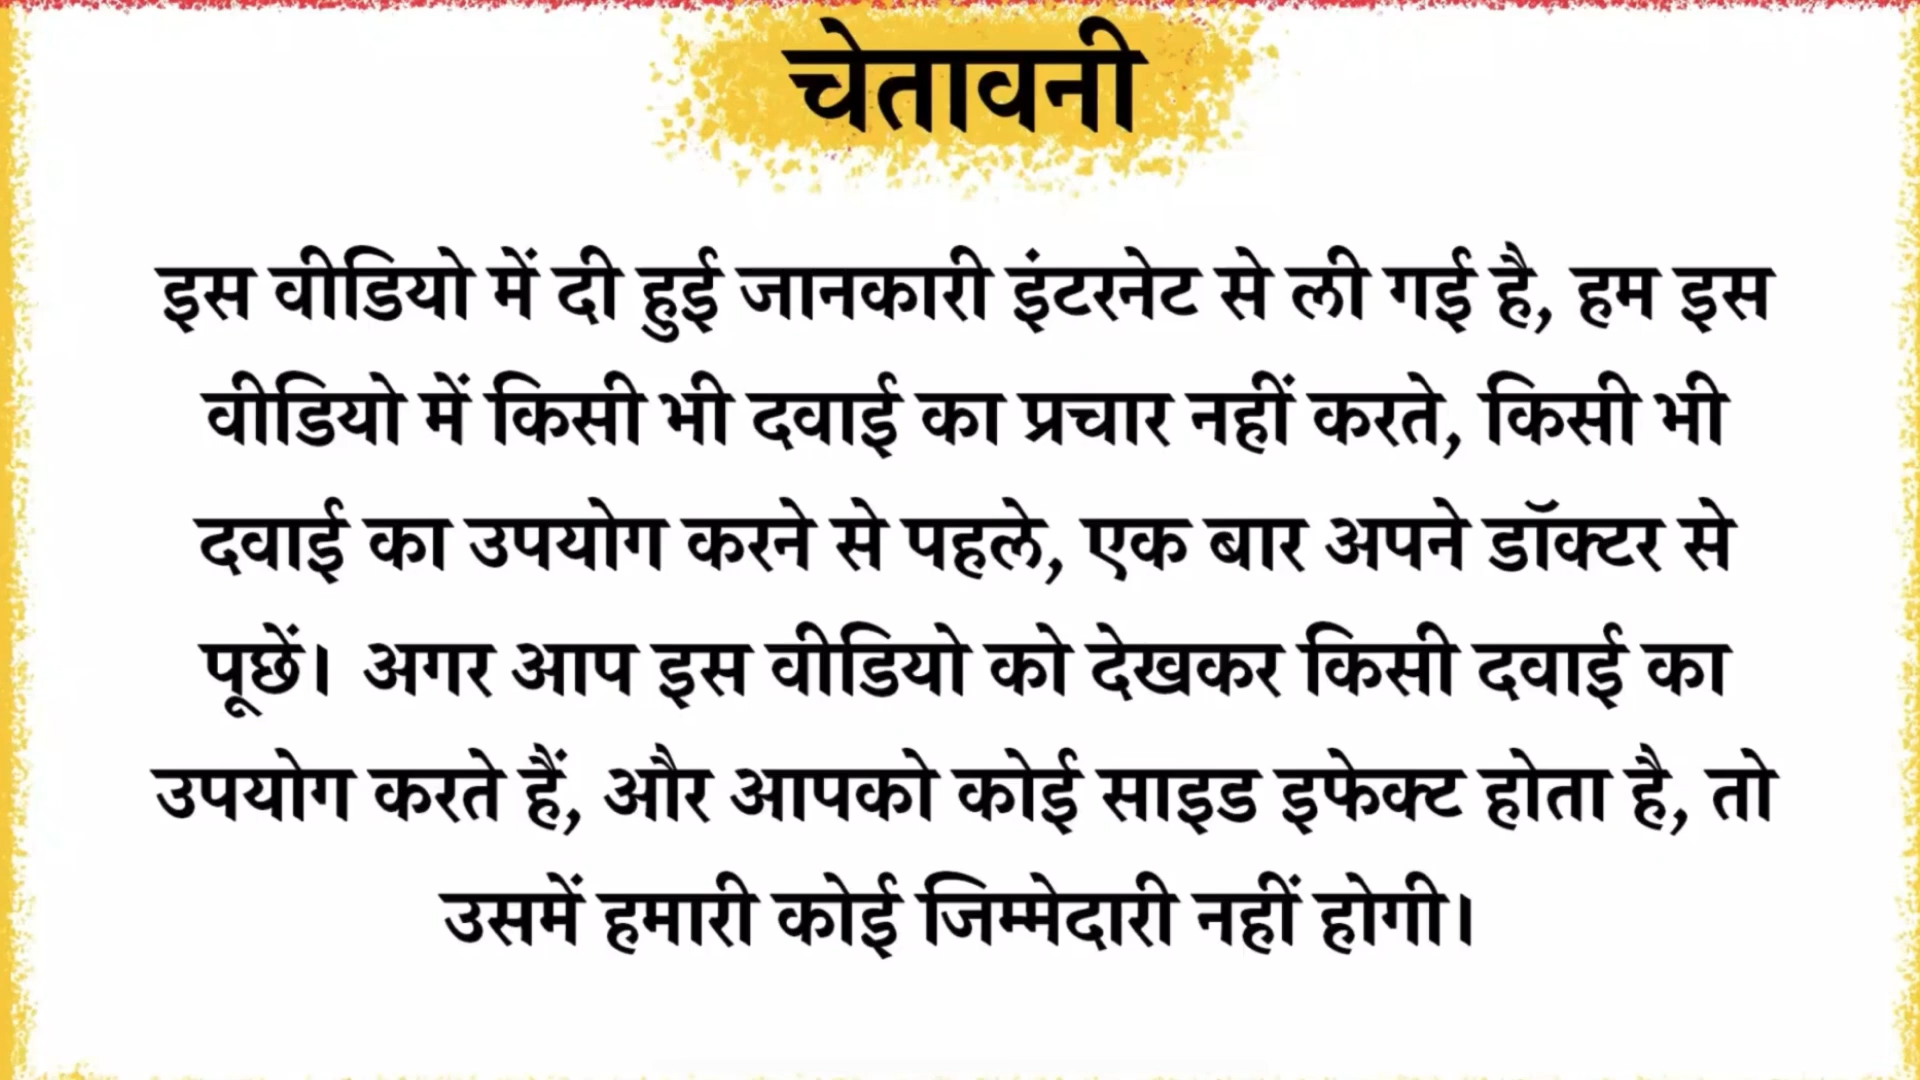 चेतावनी
इस वीडियो में दी हुई जानकारी इंटरनेट से ली गई है, हम इस
वीडियो में किसी भी दवाई का प्रचार नहीं करते, किसी भी
दवाई का उपयोग करने से पहले, एक बार अपने डॉक्टर से
पूछें। अगर आप इस वीडियो को देखकर किसी दवाई का
उपयोग करते हैं, और आपको कोई साइड इफेक्ट होता है, तो
उसमें हमारी कोई जिम्मेदारी नहीं होगी।